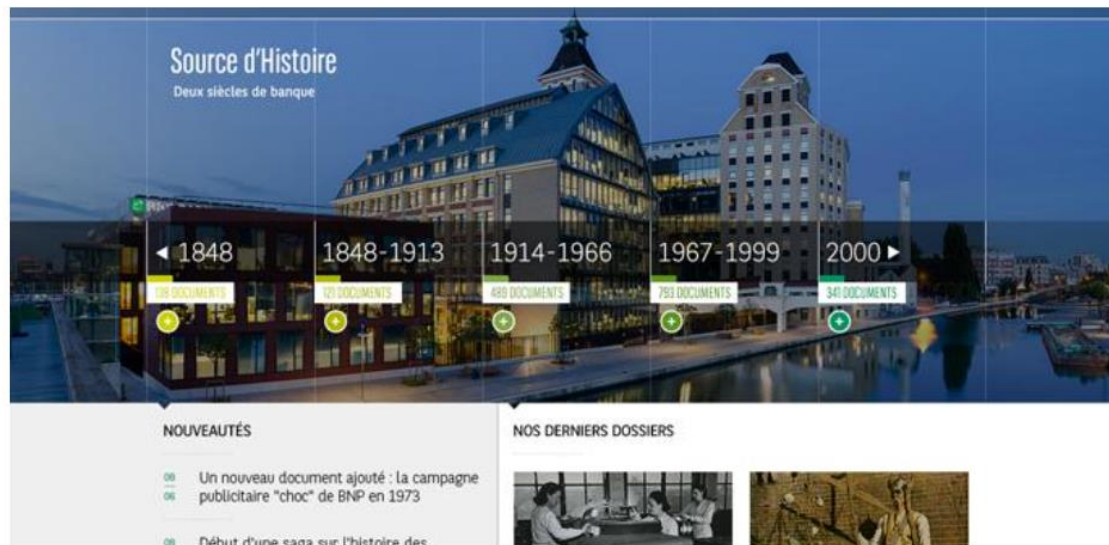 Source d'Histoire
Deux siècles de banque
◄ 1848
1848-1913
1914-1966
1967-1999
2000 ►
138 DOCUMENTS
121 DOCUMENTS
489 DOCUMENTS
793 DOCUMENTS
341 DOCUMENTS
NOUVEAUTÉS
08
06
Un nouveau document ajouté : la campagne
publicitaire "choc" de BNP en 1973
Début d'une saga sur l'histoire des
NOS DERNIERS DOSSIERS